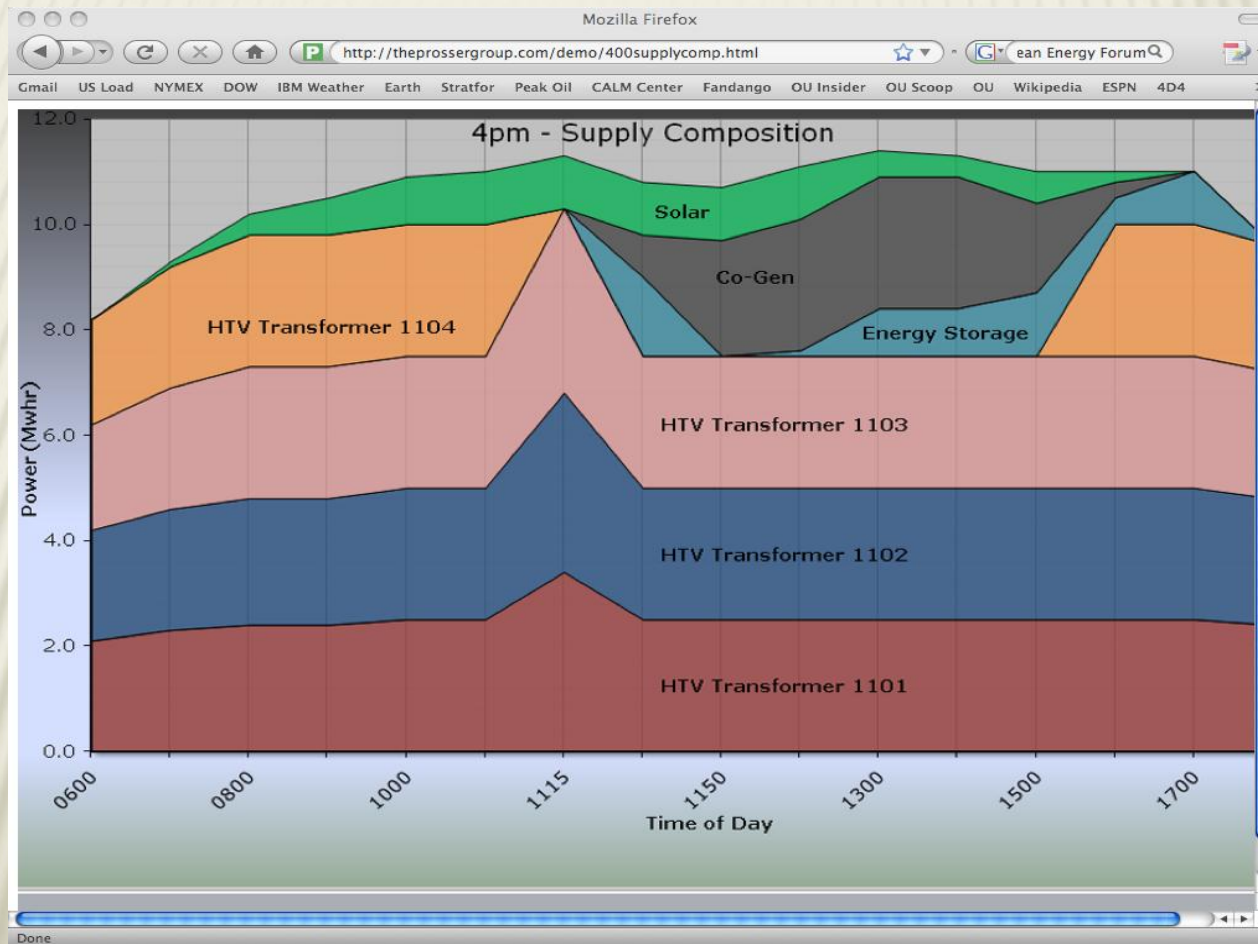 Mozilla Firefox
http://theprossergroup.com/demo/400supplycomp.html
ean Energy Forum
Gmail US Load NYMEX DOW IBM Weather Earth Stratfor Peak Oil CALM Center Fandango OU Insider OU Scoop OU Wikipedia ESPN 4D4
4pm - Supply Composition
12.0
10.0
8.0
6.0
4.0
2.0
0.0
Power (Mwhr)
Solar
Co-Gen
HTV Transformer 1104
Energy Storage
HTV Transformer 1103
HTV Transformer 1102
HTV Transformer 1101
0600 0800 1000 1115 1150 1300 1500 1700
Time of Day
Done